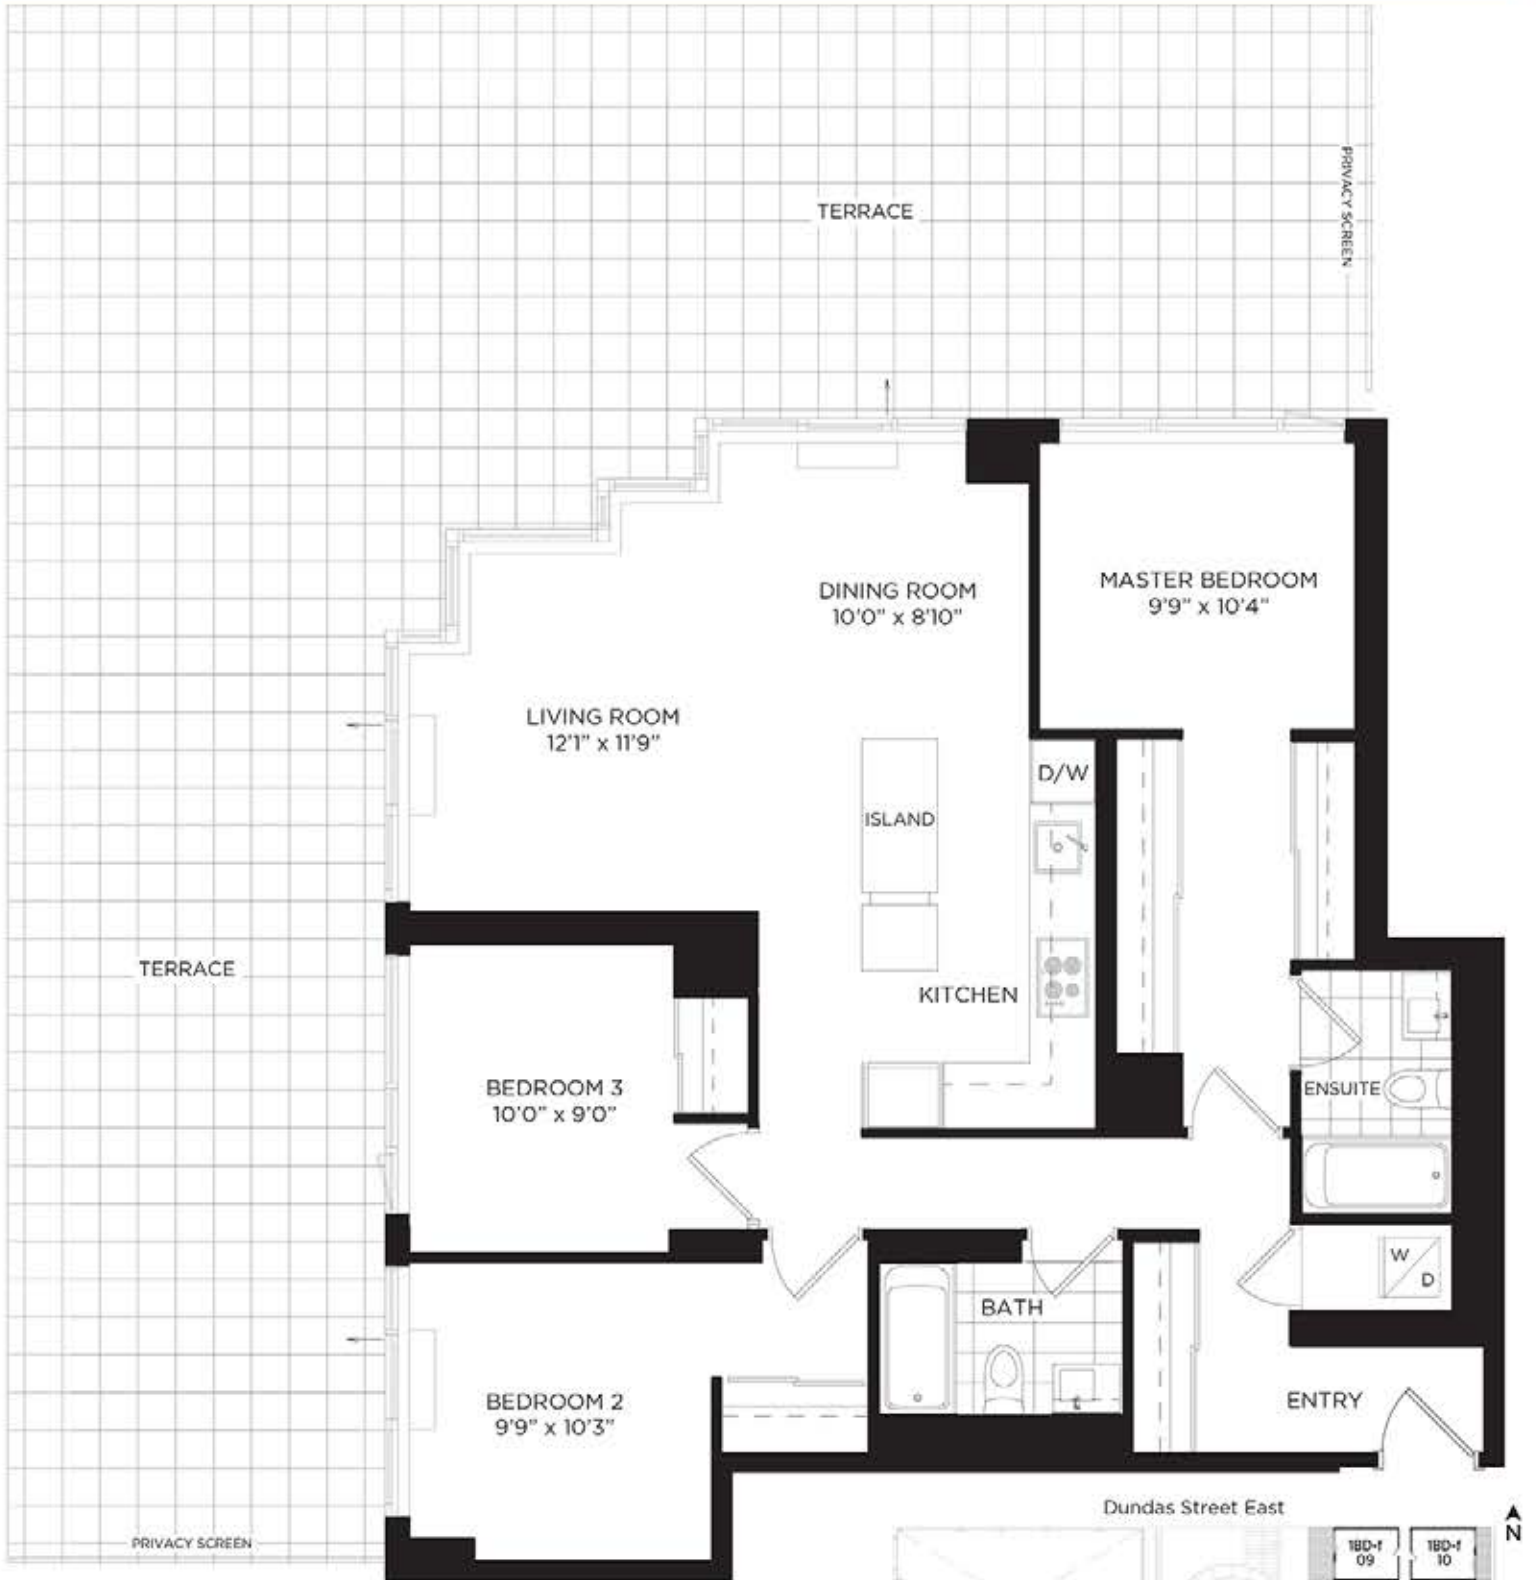 TERRACE
PRIVACY SCREEN
DINING ROOM
10'0" x 8'10"
MASTER BEDROOM
9'9" x 10'4"
LIVING ROOM
12'1" x 11'9"
D/W
ISLAND
TERRACE
KITCHEN
BEDROOM 3
10'0" x 9'0"
ENSUITE
W
D
BATH
BEDROOM 2
9'9" x 10'3"
ENTRY
Dundas Street East
N
PRIVACY SCREEN
1BD-f
09
1BD-f
10